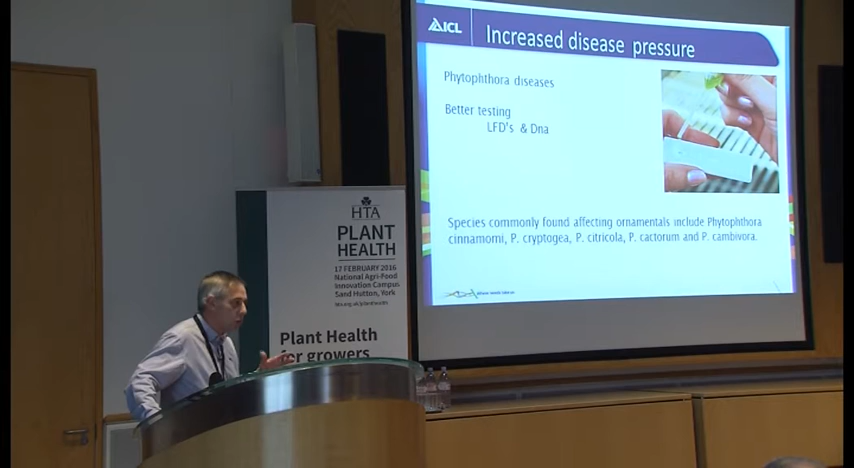 ICL
Increased disease pressure
Phytophthora diseases
Better testing
LFD's & Dna
Species commonly found affecting ornamentals include Phytophthora
cinnamomi, P. cryptogea, P. citricola, P. cactorum and P. cambivora.
HTA
PLANT
HEALTH
17 FEBRUARY 2016
National Agri-Food
Innovation Campus
Sand Hutton, York
Plant Health
for growers